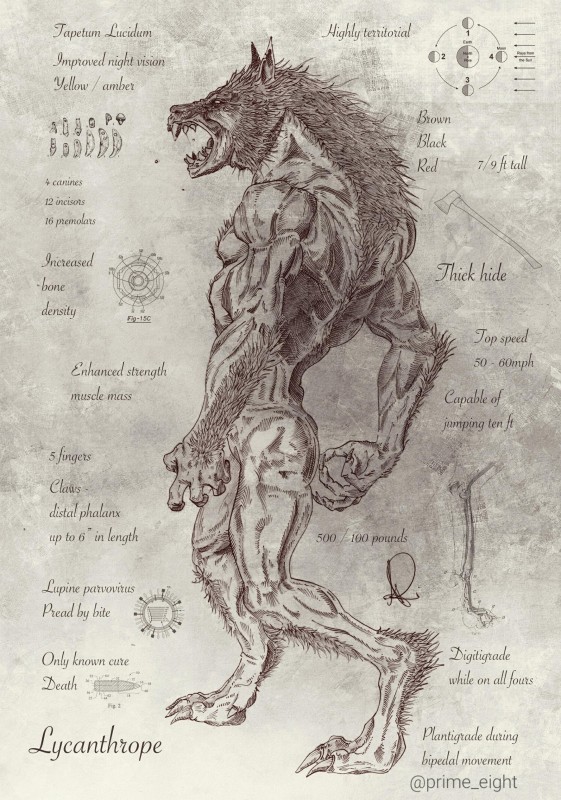 Tapetum Lucidum
Improved night vision
Yellow / amber
4 canines
12 incisors
16 premolars
Increased
bone
density
Fig-15C
Enhanced strength
muscle mass
5 fingers
Claws -
distal phalanx
up to 6" in length
Lupine parvovirus
Pread by bite
Only known cure
Death
Fig. 2
Lycanthrope
Highly territorial
1
Earth
2
Moon
4
Rays from
the Sun
3
Brown
Black
Red
7/9 ft tall
Thick hide
Top speed
50 - 60mph
Capable of
jumping ten ft
500 / 100 pounds
Digitigrade
while on all fours
Plantigrade during
bipedal movement
@prime_eight